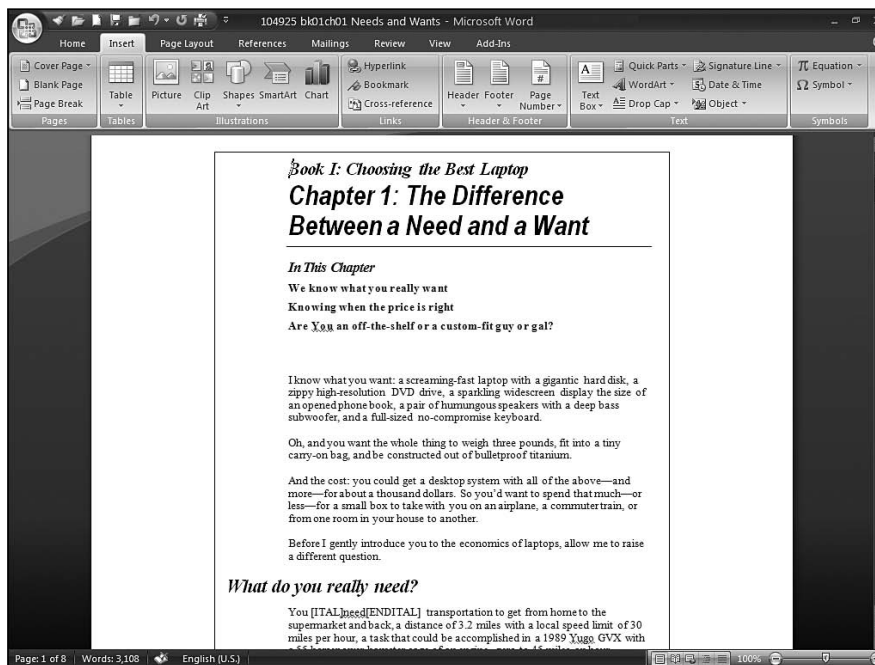 104925 bk01ch01 Needs and Wants - Microsoft Word
Home Insert Page Layout References Mailings Review View Add-Ins
Cover Page
Blank Page
Page Break
Pages
Table
Tables
Picture Clip Art Shapes SmartArt Chart
Illustrations
Hyperlink
Bookmark
Cross-reference
Links
Header Footer Page Number
Header & Footer
Text Box
Quick Parts
WordArt
Drop Cap
Signature Line
Date & Time
Object
Text
π Equation
Ω Symbol
Symbols
Book I: Choosing the Best Laptop
Chapter 1: The Difference
Between a Need and a Want
In This Chapter
We know what you really want
Knowing when the price is right
Are You an off-the-shelf or a custom-fit guy or gal?
I know what you want: a screaming-fast laptop with a gigantic hard disk, a
zippy high-resolution DVD drive, a sparkling widescreen display the size of
an opened phone book, a pair of humungous speakers with a deep bass
subwoofer, and a full-sized no-compromise keyboard.
Oh, and you want the whole thing to weigh three pounds, fit into a tiny
carry-on bag, and be constructed out of bulletproof titanium.
And the cost: you could get a desktop system with all of the above—and
more—for about a thousand dollars. So you'd want to spend that much—or
less—for a small box to take with you on an airplane, a commuter train, or
from one room in your house to another.
Before I gently introduce you to the economics of laptops, allow me to raise
a different question.
What do you really need?
You [ITAL]need[ENDITAL] transportation to get from home to the
supermarket and back, a distance of 3.2 miles with a local speed limit of 30
miles per hour, a task that could be accomplished in a 1989 Yugo GVX with
Page: 1 of 8 Words: 3,108 English (U.S.) 100%